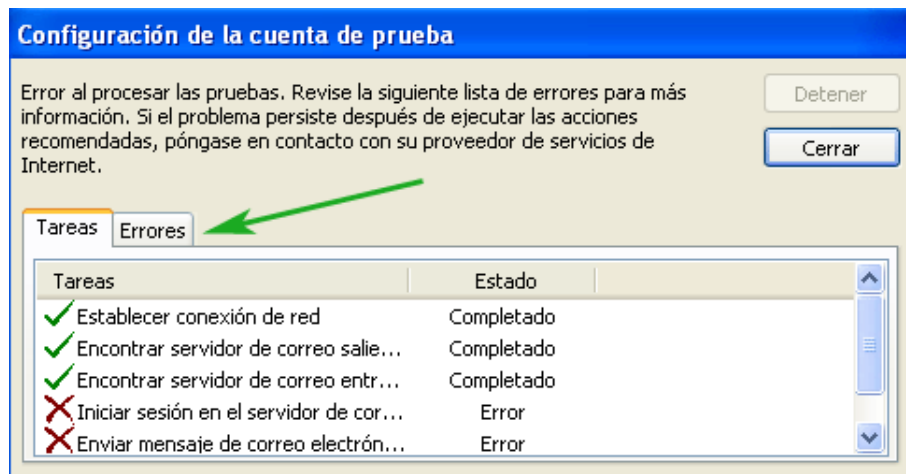 Configuración de la cuenta de prueba
Error al procesar las pruebas. Revise la siguiente lista de errores para más
información. Si el problema persiste después de ejecutar las acciones
recomendadas, póngase en contacto con su proveedor de servicios de
Internet.
Detener
Cerrar
Tareas Errores
Tareas Estado
Establecer conexión de red Completado
Encontrar servidor de correo salie... Completado
Encontrar servidor de correo entr... Completado
Iniciar sesión en el servidor de cor... Error
Enviar mensaje de correo electrón... Error